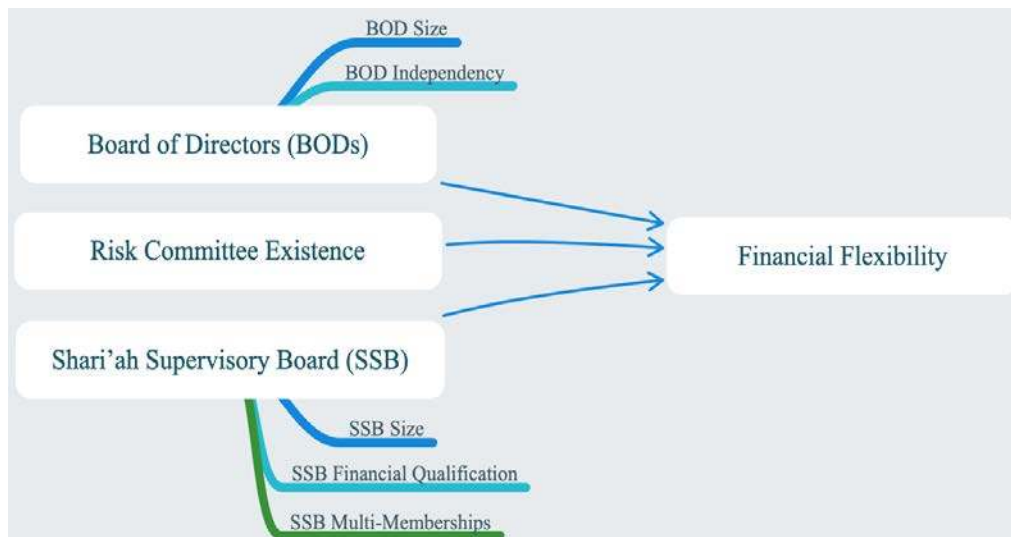 BOD Size
BOD Independency
Board of Directors (BODs)
Risk Committee Existence
Financial Flexibility
Shari'ah Supervisory Board (SSB)
SSB Size
SSB Financial Qualification
SSB Multi-Memberships